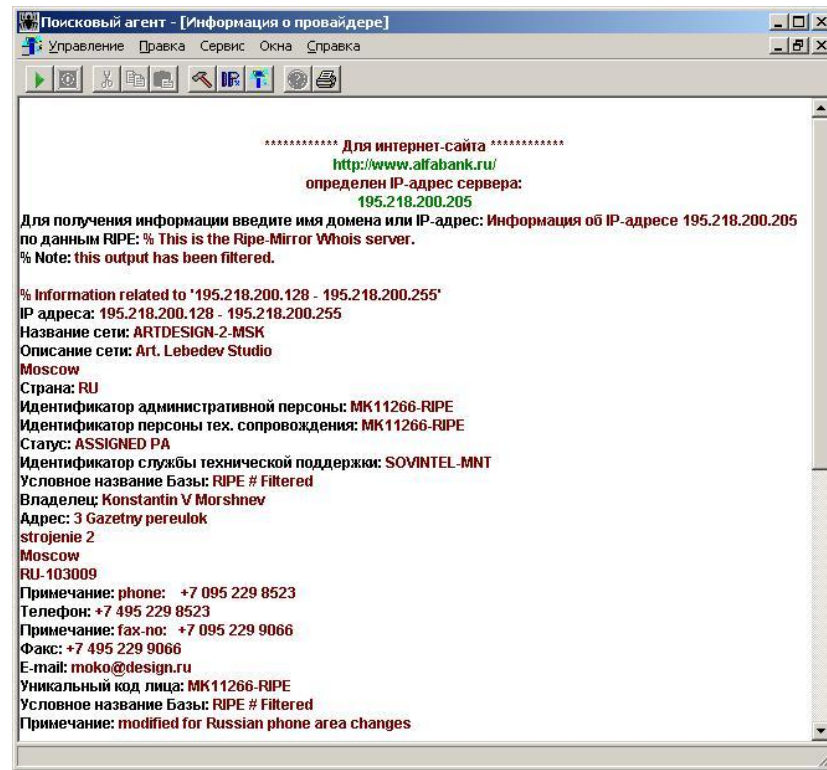 Поисковый агент - [Информация о провайдере]
Управление Правка Сервис Окна Справка
************ Для интернет-сайта ************
http://www.alfabank.ru/
определен IP-адрес сервера:
195.218.200.205
Для получения информации введите имя домена или IP-адрес: Информация об IP-адресе 195.218.200.205
по данным RIPE: % This is the Ripe-Mirror Whois server.
% Note: this output has been filtered.
% Information related to '195.218.200.128 - 195.218.200.255'
IP адреса: 195.218.200.128 - 195.218.200.255
Название сети: ARTDESIGN-2-MSK
Описание сети: Art. Lebedev Studio
Moscow
Страна: RU
Идентификатор административной персоны: MK11266-RIPE
Идентификатор персоны тех. сопровождения: MK11266-RIPE
Статус: ASSIGNED PA
Идентификатор службы технической поддержки: SOVINTEL-MNT
Условное название Базы: RIPE # Filtered
Владелец: Konstantin V Morshnev
Адрес: 3 Gazetny pereulok
strojenie 2
Moscow
RU-103009
Примечание: phone: +7 095 229 8523
Телефон: +7 495 229 8523
Примечание: fax-no: +7 095 229 9066
Факс: +7 495 229 9066
E-mail: moko@design.ru
Уникальный код лица: MK11266-RIPE
Условное название Базы: RIPE # Filtered
Примечание: modified for Russian phone area changes